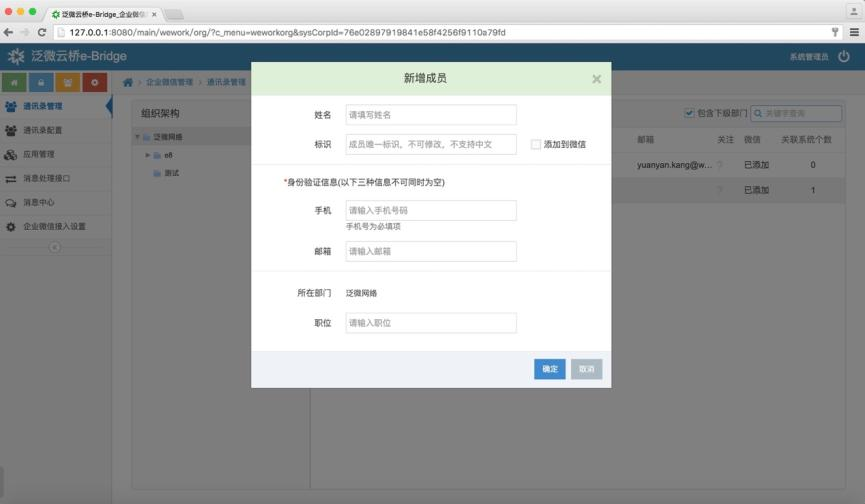 泛微云桥e-Bridge_企业微信
127.0.0.1:8080/main/wework/org/?c_menu=weworkorg&sysCorpId=76e02897919841e58f4256f9110a79fd
泛微云桥e-Bridge
系统管理员
企业微信管理 > 通讯录管理
通讯录管理
通讯录配置
应用管理
消息处理接口
消息中心
企业微信接入设置
组织架构
泛微网络
e8
测试
包含下级部门
关键字查询
邮箱 关注 微信 关联系统个数
yuanyan.kang@w... ? 已添加 0
? 已添加 1
新增成员
姓名 请填写姓名
标识 成员唯一标识，不可修改，不支持中文 添加到微信
*身份验证信息(以下三种信息不可同时为空)
手机 请输入手机号码
手机号为必填项
邮箱 请输入邮箱
所在部门 泛微网络
职位 请输入职位
确定 取消